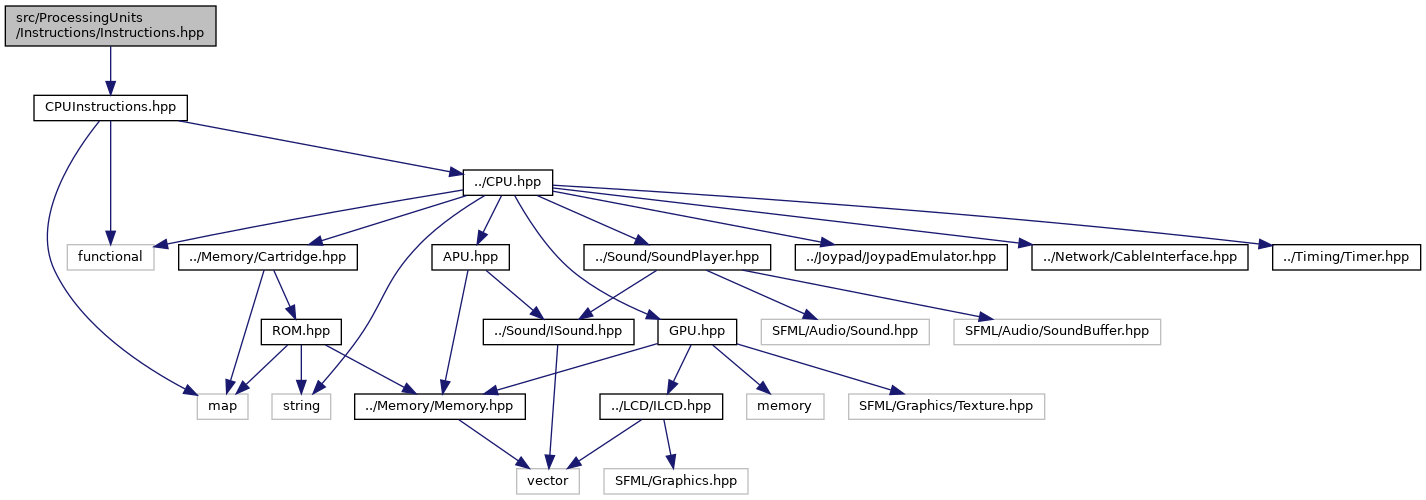 src/ProcessingUnits
/Instructions/Instructions.hpp
CPUInstructions.hpp
../CPU.hpp
functional
../Memory/Cartridge.hpp
APU.hpp
../Sound/SoundPlayer.hpp
../Joypad/JoypadEmulator.hpp
../Network/CableInterface.hpp
../Timing/Timer.hpp
ROM.hpp
../Sound/ISound.hpp
GPU.hpp
SFML/Audio/Sound.hpp
SFML/Audio/SoundBuffer.hpp
map
string
../Memory/Memory.hpp
../LCD/ILCD.hpp
memory
SFML/Graphics/Texture.hpp
vector
SFML/Graphics.hpp